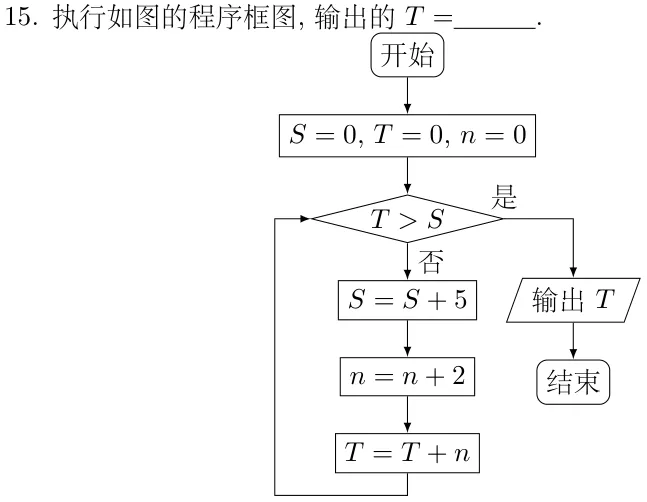 15. 执行如图的程序框图, 输出的 T =______.
开始
S = 0, T = 0, n = 0
T > S
是
否
S = S + 5
输出 T
n = n + 2
结束
T = T + n